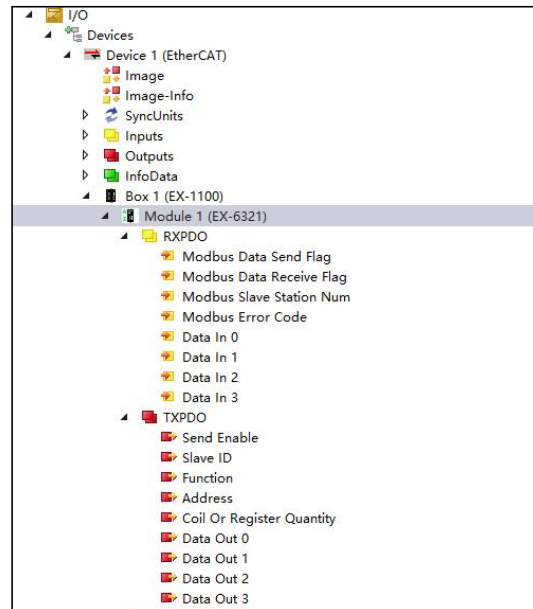 I/O
Devices
Device 1 (EtherCAT)
Image
Image-Info
SyncUnits
Inputs
Outputs
InfoData
Box 1 (EX-1100)
Module 1 (EX-6321)
RXPDO
Modbus Data Send Flag
Modbus Data Receive Flag
Modbus Slave Station Num
Modbus Error Code
Data In 0
Data In 1
Data In 2
Data In 3
TXPDO
Send Enable
Slave ID
Function
Address
Coil Or Register Quantity
Data Out 0
Data Out 1
Data Out 2
Data Out 3